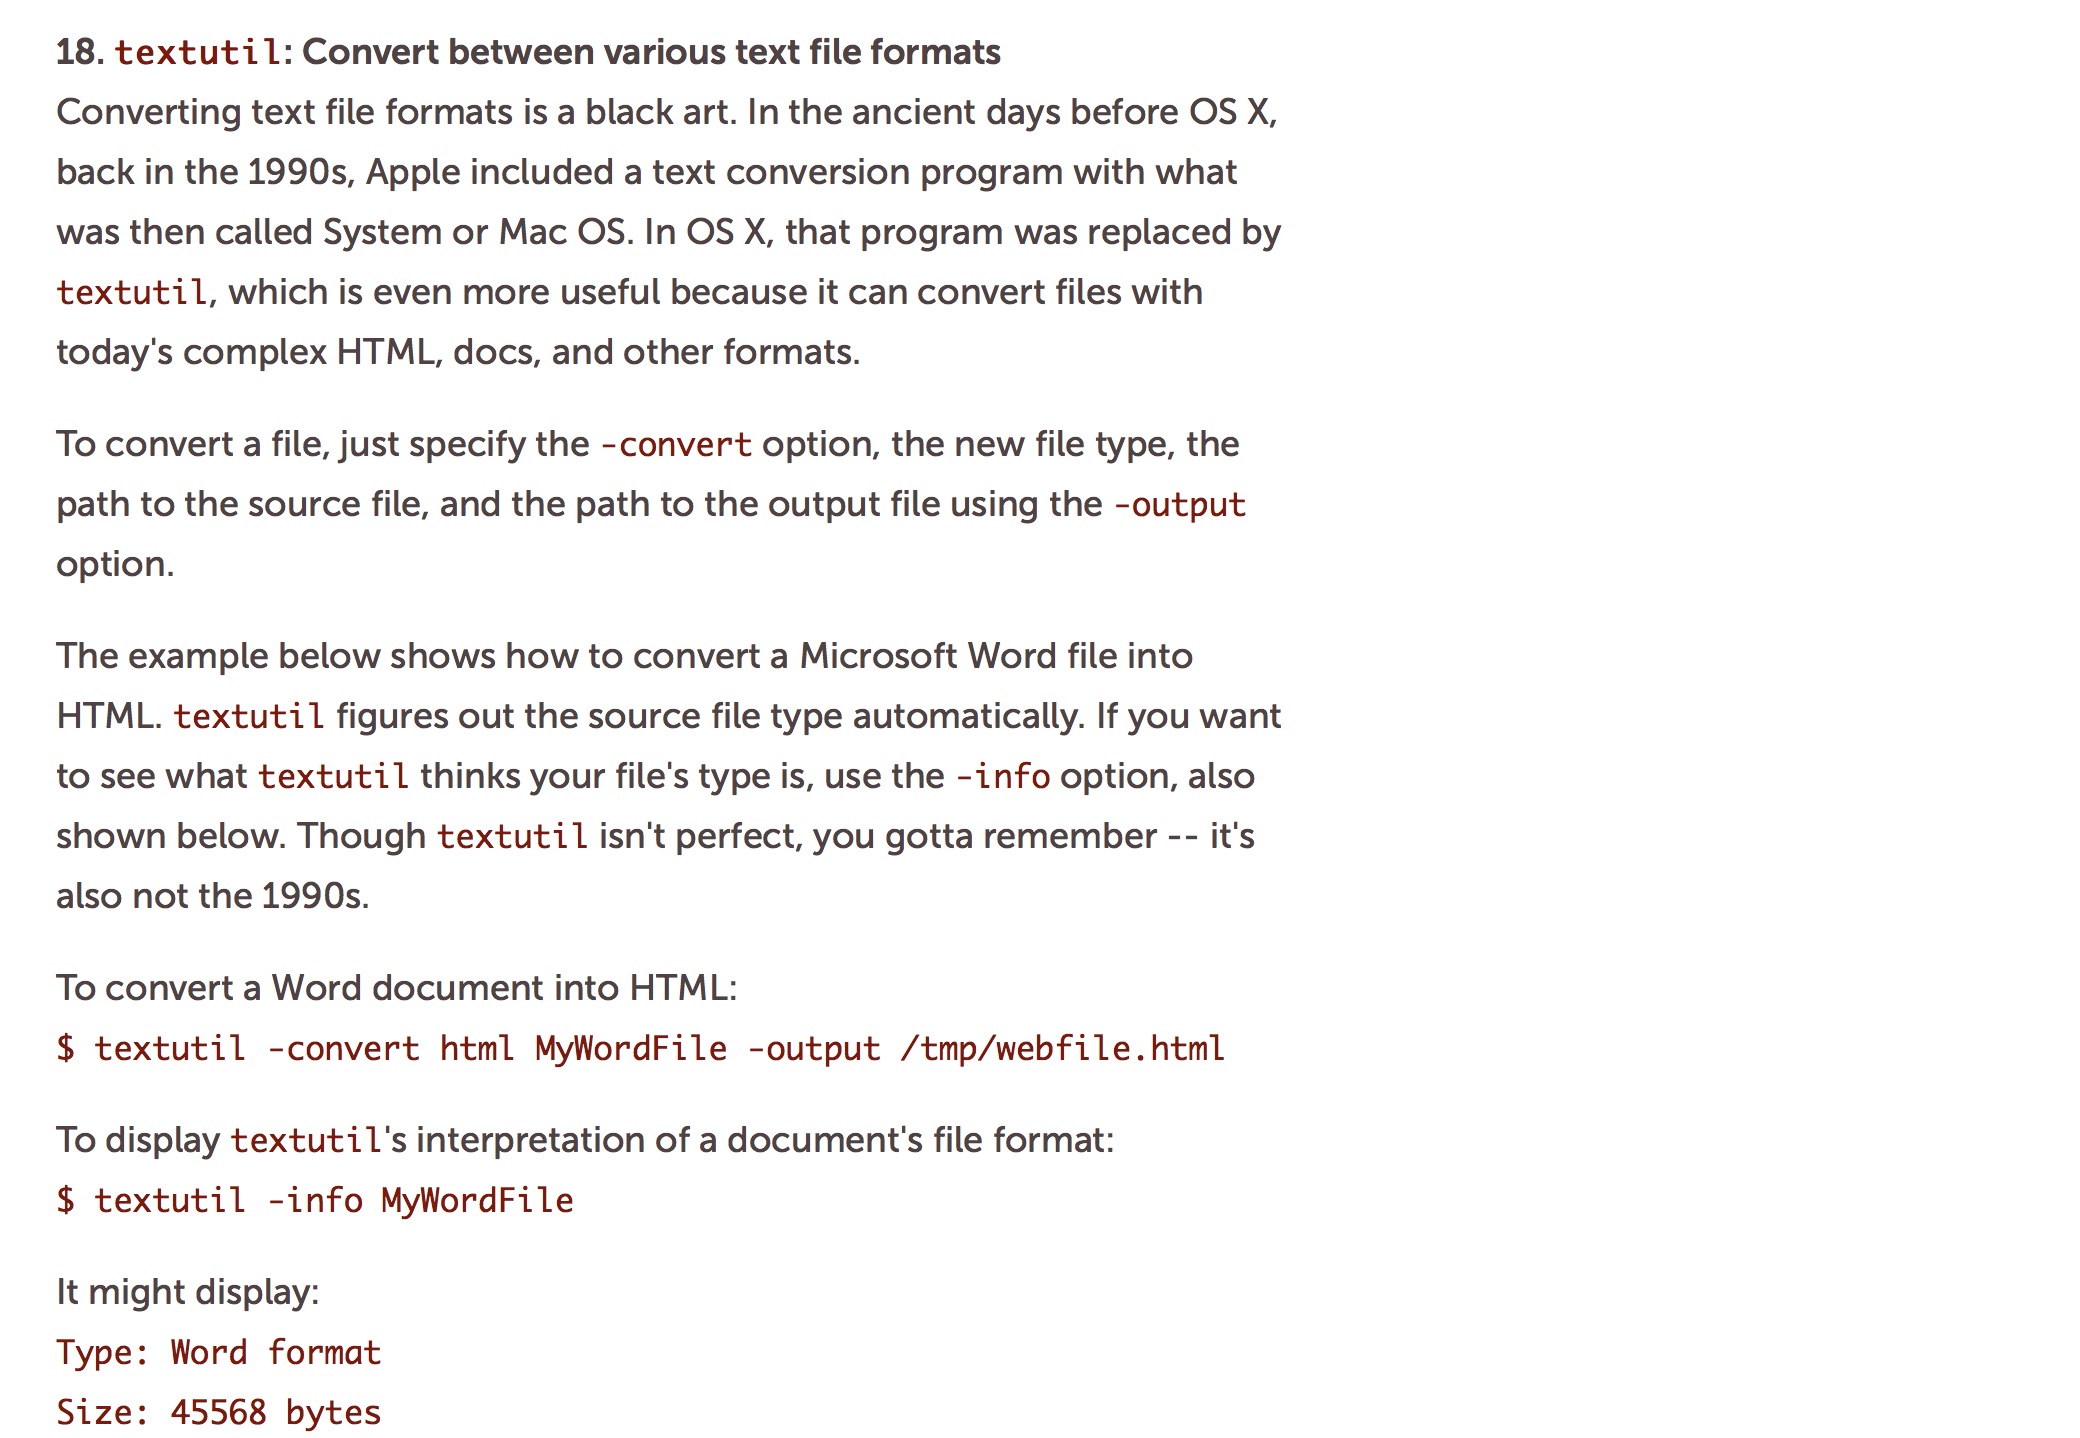 18. textutil: Convert between various text file formats
Converting text file formats is a black art. In the ancient days before OS X,
back in the 1990s, Apple included a text conversion program with what
was then called System or Mac OS. In OS X, that program was replaced by
textutil, which is even more useful because it can convert files with
today's complex HTML, docs, and other formats.
To convert a file, just specify the -convert option, the new file type, the
path to the source file, and the path to the output file using the -output
option.
The example below shows how to convert a Microsoft Word file into
HTML. textutil figures out the source file type automatically. If you want
to see what textutil thinks your file's type is, use the -info option, also
shown below. Though textutil isn't perfect, you gotta remember -- it's
also not the 1990s.
To convert a Word document into HTML:
$ textutil -convert html MyWordFile -output /tmp/webfile.html
To display textutil's interpretation of a document's file format:
$ textutil -info MyWordFile
It might display:
Type: Word format
Size: 45568 bytes